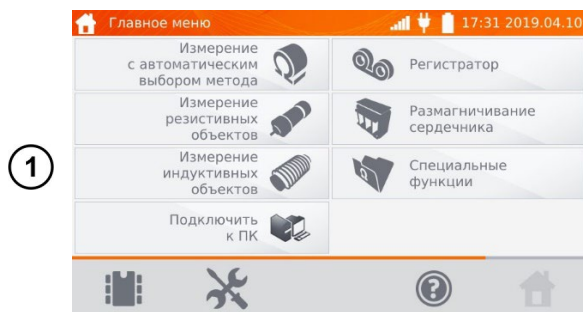 Главное меню
17:31 2019.04.10
1
Измерение
с автоматическим
выбором метода
Регистратор
Измерение
резистивных
объектов
Размагничивание
сердечника
Измерение
индуктивных
объектов
Специальные
функции
Подключить
к ПК
?